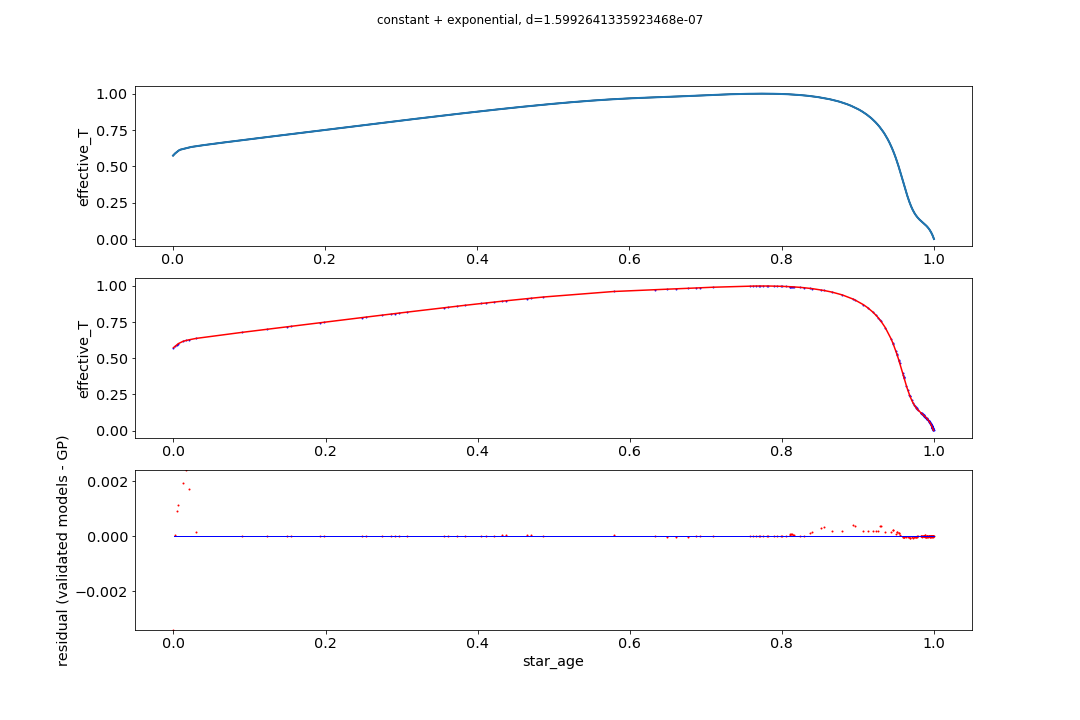 constant + exponential, d=1.5992641335923468e-07
effective_T
1.00
0.75
0.50
0.25
0.00
0.0 0.2 0.4 0.6 0.8 1.0
effective_T
1.00
0.75
0.50
0.25
0.00
0.0 0.2 0.4 0.6 0.8 1.0
residual (validated models - GP)
0.002
0.000
−0.002
0.0 0.2 0.4 0.6 0.8 1.0
star_age